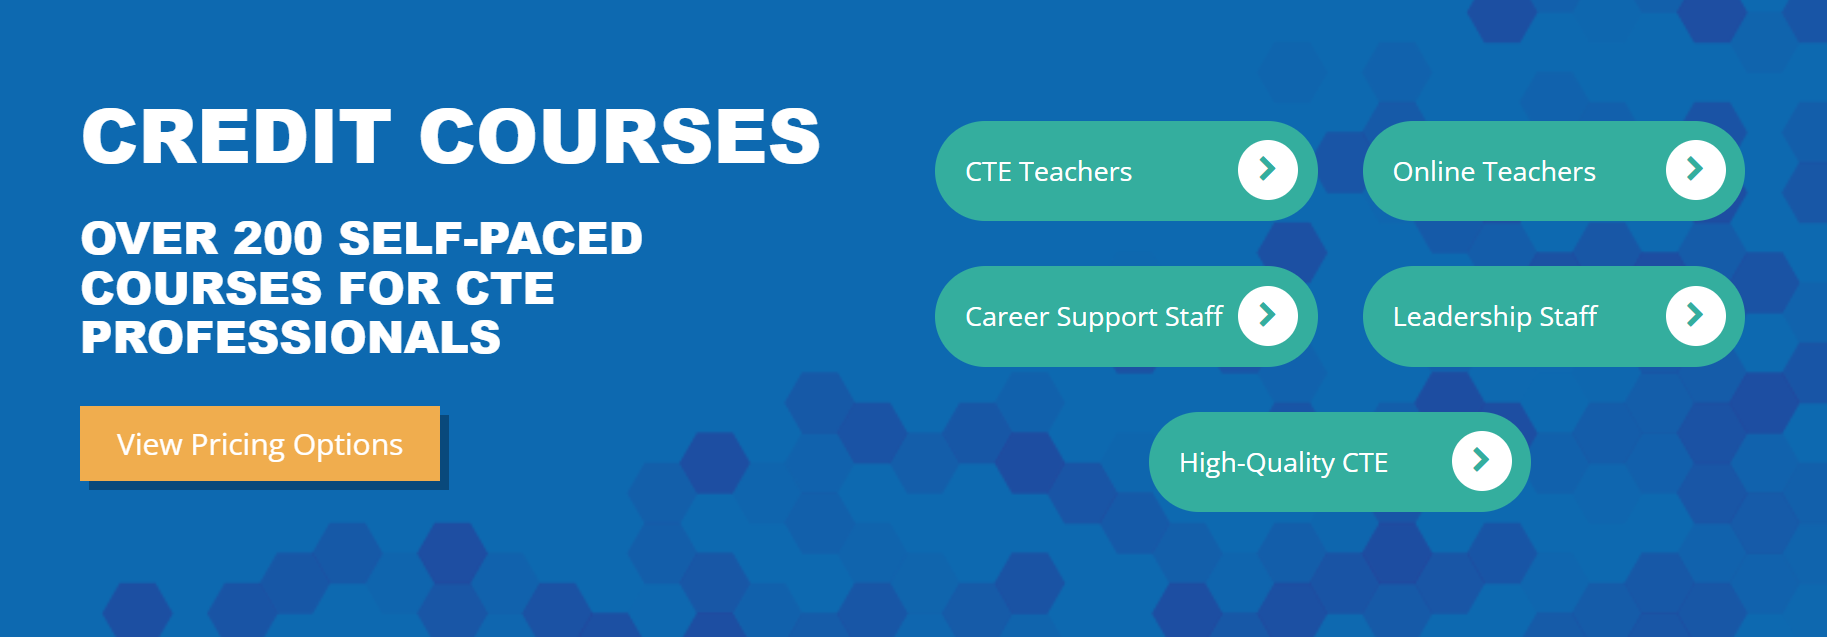 CREDIT COURSES
OVER 200 SELF-PACED
COURSES FOR CTE
PROFESSIONALS
View Pricing Options
CTE Teachers
Online Teachers
Career Support Staff
Leadership Staff
High-Quality CTE